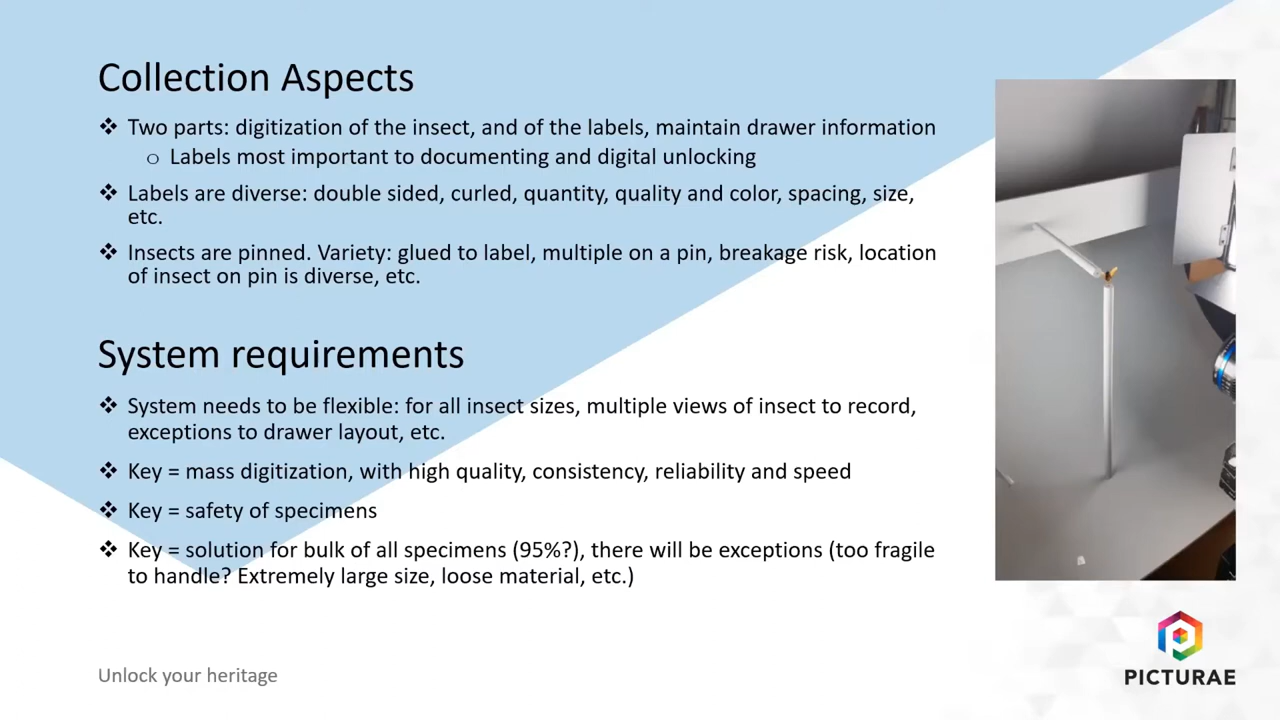 Collection Aspects
❖ Two parts: digitization of the insect, and of the labels, maintain drawer information
o Labels most important to documenting and digital unlocking
❖ Labels are diverse: double sided, curled, quantity, quality and color, spacing, size,
etc.
❖ Insects are pinned. Variety: glued to label, multiple on a pin, breakage risk, location
of insect on pin is diverse, etc.
System requirements
❖ System needs to be flexible: for all insect sizes, multiple views of insect to record,
exceptions to drawer layout, etc.
❖ Key = mass digitization, with high quality, consistency, reliability and speed
❖ Key = safety of specimens
❖ Key = solution for bulk of all specimens (95%?), there will be exceptions (too fragile
to handle? Extremely large size, loose material, etc.)
Unlock your heritage
PICTURAE